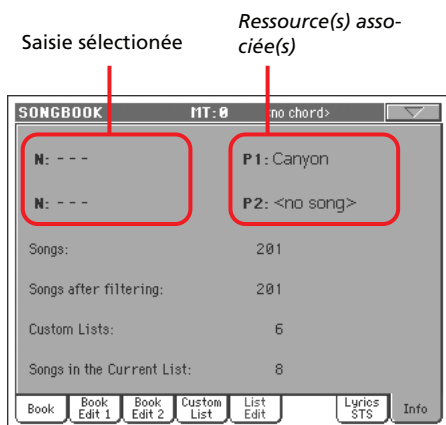 Saisie sélectionée
Ressource(s) asso-
ciée(s)
SONGBOOK MT:0 <no chord>
N: --- P1: Canyon
N: --- P2: <no song>
Songs: 201
Songs after filtering: 201
Custom Lists: 6
Songs in the Current List: 8
Book Book Edit 1 Book Edit 2 Custom List List Edit Lyrics STS Info